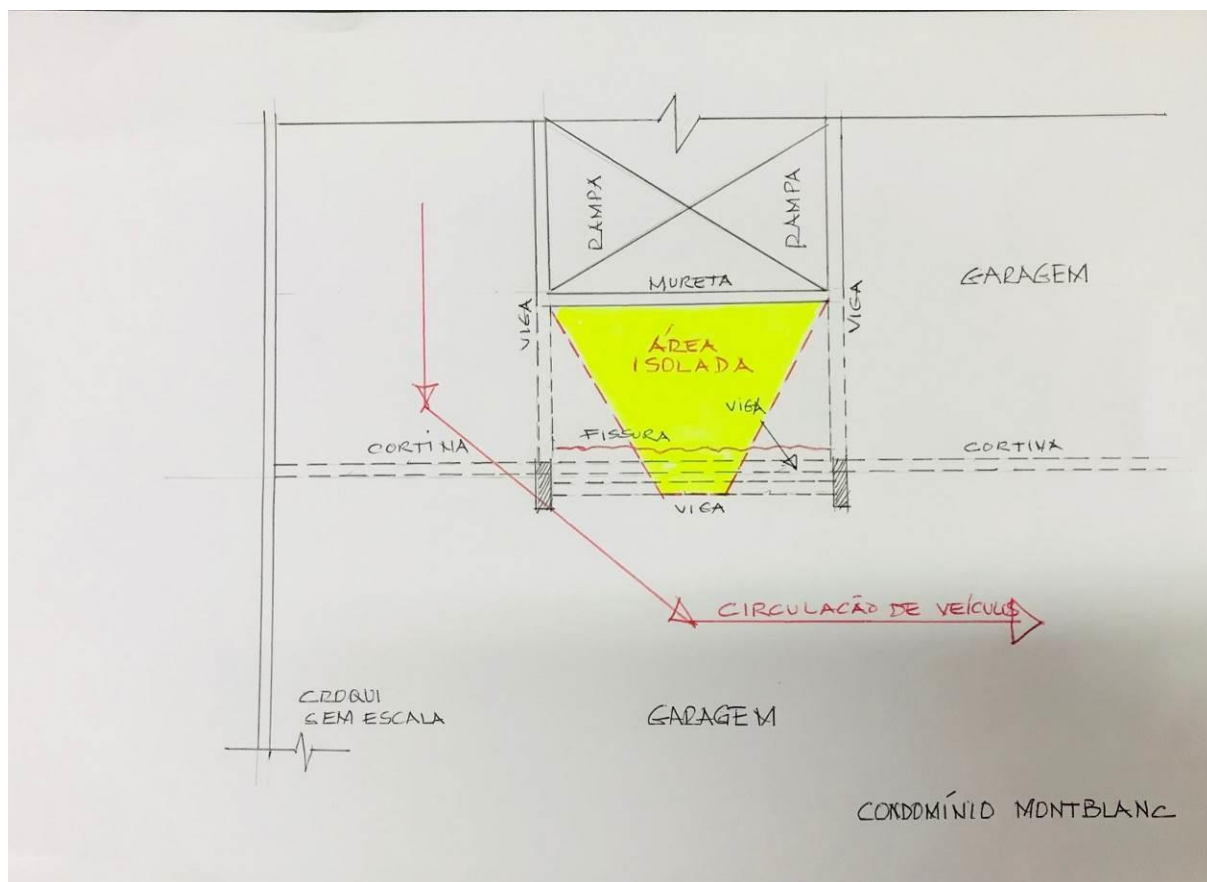 RAMPA
RAMPA
GARAGEM
MURETA
VIGA
VIGA
ÁREA
ISOLADA
VIGA
FISSURA
CORTINA
CORTINA
VIGA
CIRCULACÃO DE VEÍCULOS
CROQUI
SEM ESCALA
GARAGEM
CONDOMÍNIO MONTBLANC